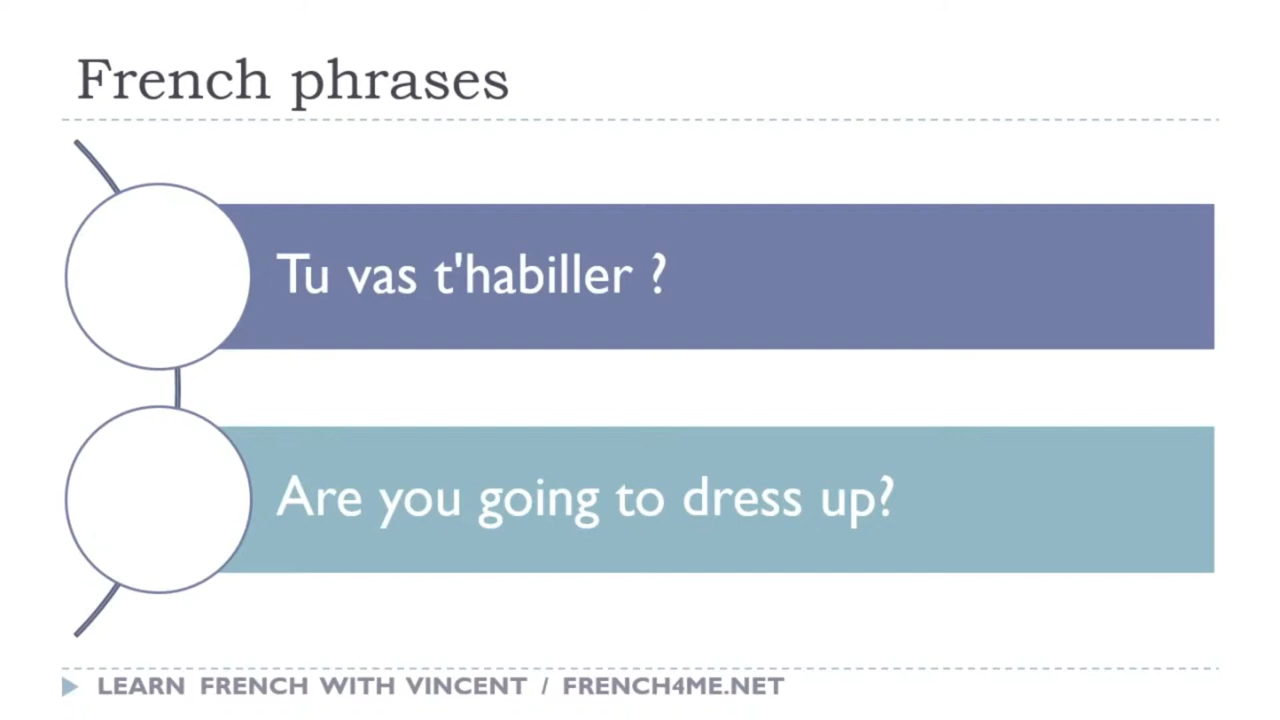 French phrases
Tu vas t'habiller ?
Are you going to dress up?
LEARN FRENCH WITH VINCENT / FRENCH4ME.NET